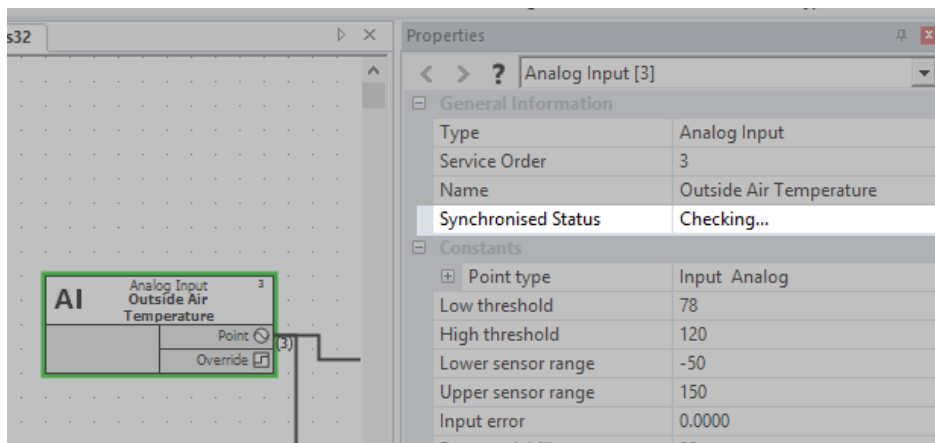 s32
Properties
? Analog Input [3]
General Information
Type Analog Input
Service Order 3
Name Outside Air Temperature
Synchronised Status Checking...
Constants
Point type Input Analog
Low threshold 78
High threshold 120
Lower sensor range -50
Upper sensor range 150
Input error 0.0000
AI
Analog Input 3
Outside Air
Temperature
Point
(3)
Override